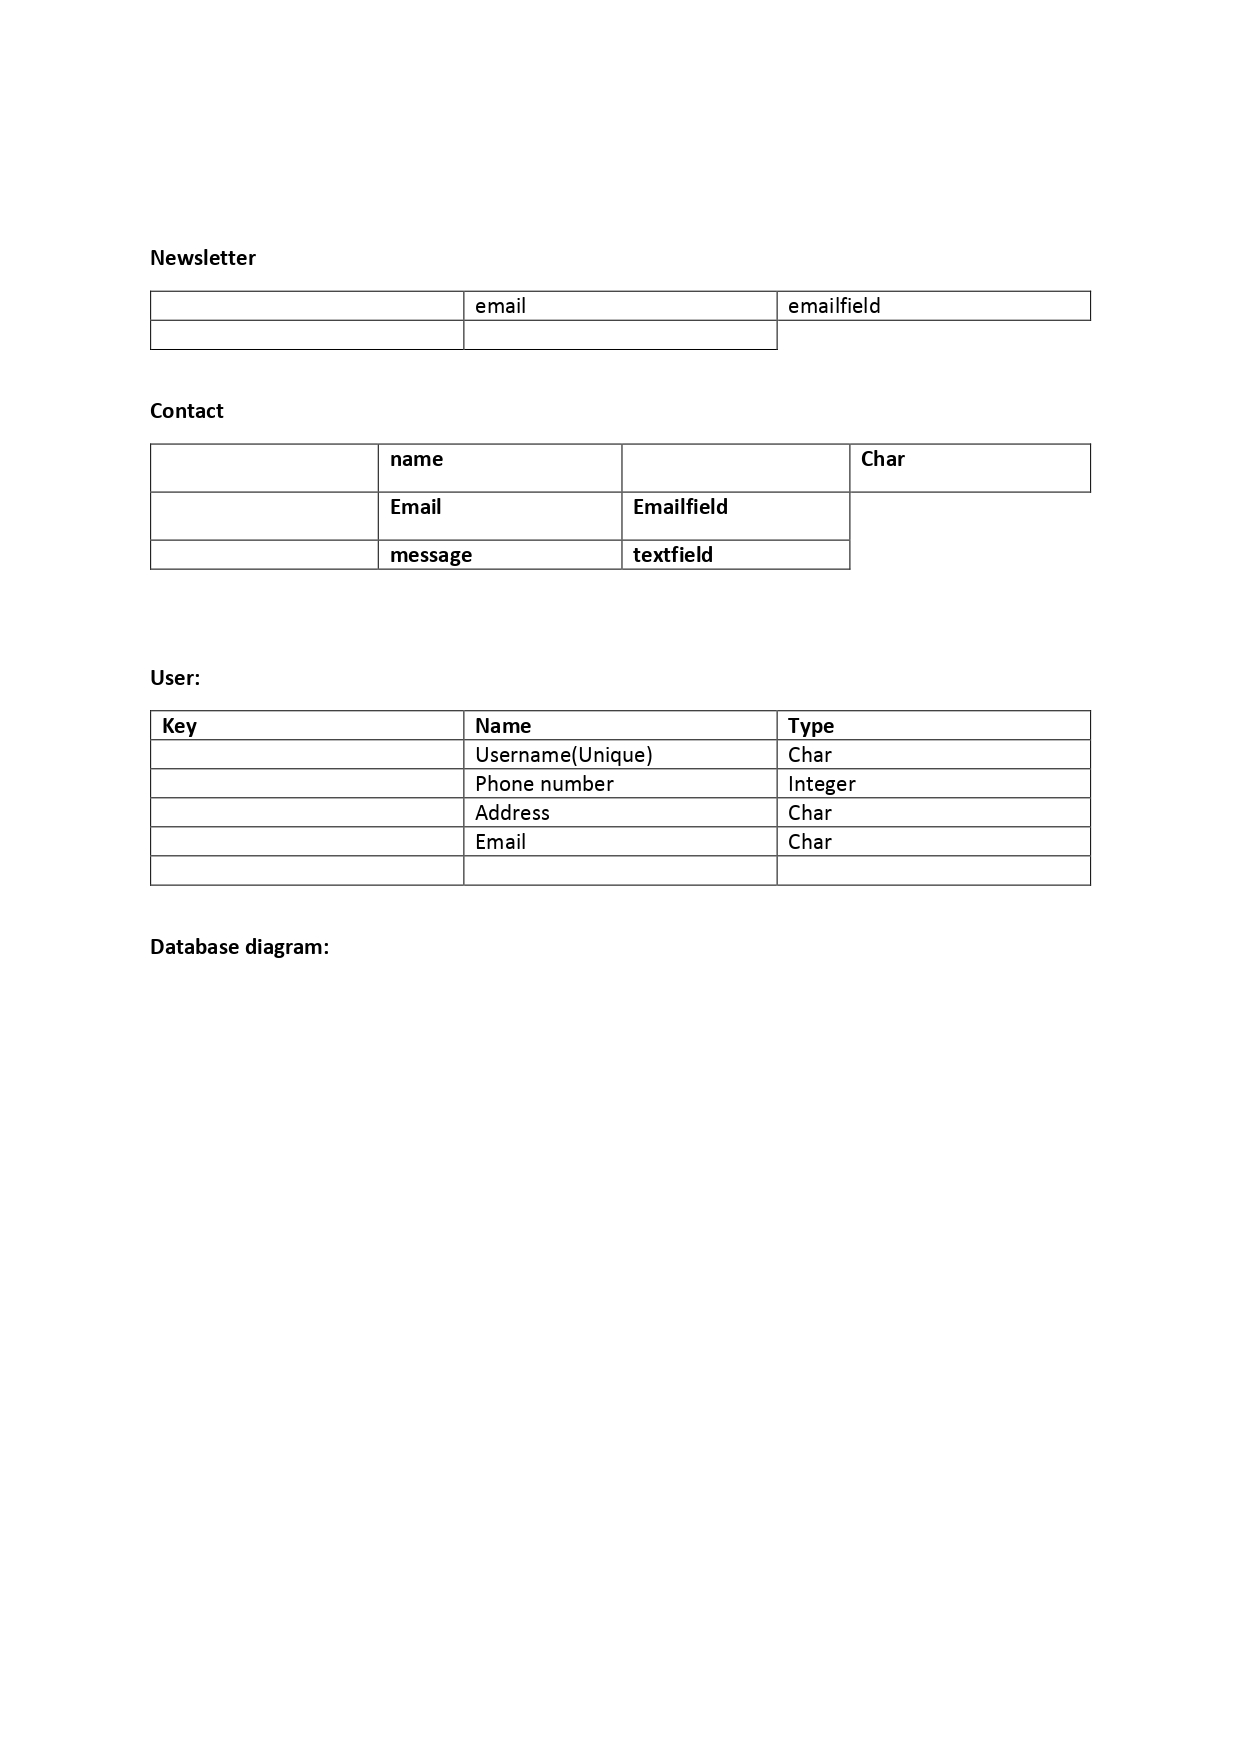 Newsletter
email emailfield
Contact
name Char
Email Emailfield
message textfield
User:
Key Name Type
Username(Unique) Char
Phone number Integer
Address Char
Email Char
Database diagram: